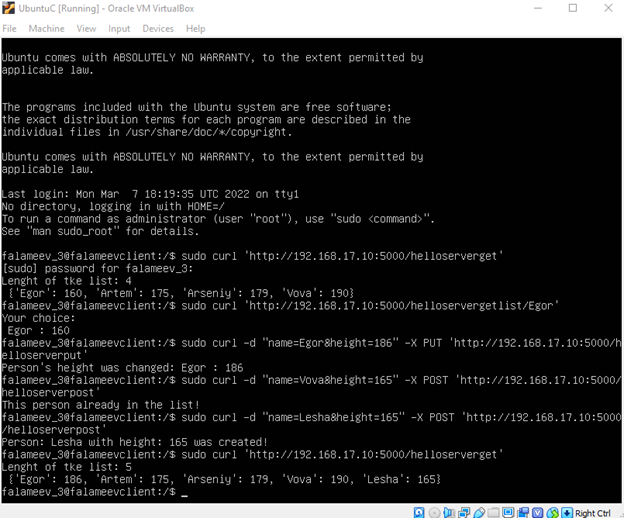 UbuntuC [Running] - Oracle VM VirtualBox
File Machine View Input Devices Help
Ubuntu comes with ABSOLUTELY NO WARRANTY, to the extent permitted by
applicable law.
The programs included with the Ubuntu system are free software;
the exact distribution terms for each program are described in the
individual files in /usr/share/doc/*/copyright.
Ubuntu comes with ABSOLUTELY NO WARRANTY, to the extent permitted by
applicable law.
Last login: Mon Mar  7 18:19:35 UTC 2022 on tty1
No directory, logging in with HOME=/
To run a command as administrator (user "root"), use "sudo <command>".
See "man sudo_root" for details.
falameev_3@falameevclient:/$ sudo curl 'http://192.168.17.10:5000/helloserverget'
[sudo] password for falameev_3:
Lenght of tke list: 4
 {'Egor': 160, 'Artem': 175, 'Arseniy': 179, 'Vova': 190}
falameev_3@falameevclient:/$ sudo curl 'http://192.168.17.10:5000/helloservergetlist/Egor'
Your choice:
 Egor : 160
falameev_3@falameevclient:/$ sudo curl -d "name=Egor&height=186" -X PUT 'http://192.168.17.10:5000/h
elloserverput'
Person's height was changed: Egor : 186
falameev_3@falameevclient:/$ sudo curl -d "name=Vova&height=165" -X POST 'http://192.168.17.10:5000/
helloserverpost'
This person already in the list!
falameev_3@falameevclient:/$ sudo curl -d "name=Lesha&height=165" -X POST 'http://192.168.17.10:5000
/helloserverpost'
Person: Lesha with height: 165 was created!
falameev_3@falameevclient:/$ sudo curl 'http://192.168.17.10:5000/helloserverget'
Lenght of tke list: 5
 {'Egor': 186, 'Artem': 175, 'Arseniy': 179, 'Vova': 190, 'Lesha': 165}
falameev_3@falameevclient:/$ _
Right Ctrl